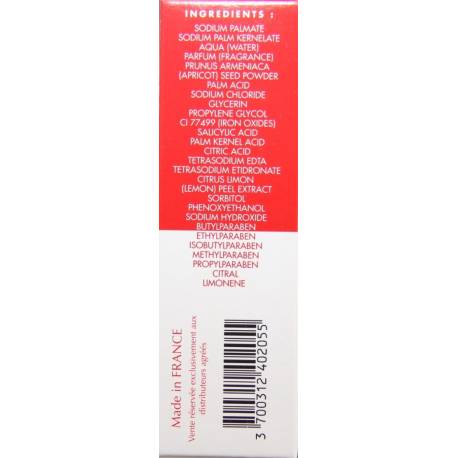 INGREDIENTS :
SODIUM PALMATE
SODIUM PALM KERNELATE
AQUA (WATER)
PARFUM (FRAGRANCE)
PRUNUS ARMENIACA
(APRICOT) SEED POWDER
PALM ACID
SODIUM CHLORIDE
GLYCERIN
PROPYLENE GLYCOL
CI 77499 (IRON OXIDES)
SALICYLIC ACID
PALM KERNEL ACID
CITRIC ACID
TETRASODIUM EDTA
TETRASODIUM ETIDRONATE
CITRUS LIMON
(LEMON) PEEL EXTRACT
SORBITOL
PHENOXYETHANOL
SODIUM HYDROXIDE
BUTYLPARABEN
ETHYLPARABEN
ISOBUTYLPARABEN
METHYLPARABEN
PROPYLPARABEN
CITRAL
LIMONENE
Made in FRANCE
Vente réservée exclusivement aux
distributeurs agréés
3 700312 402055